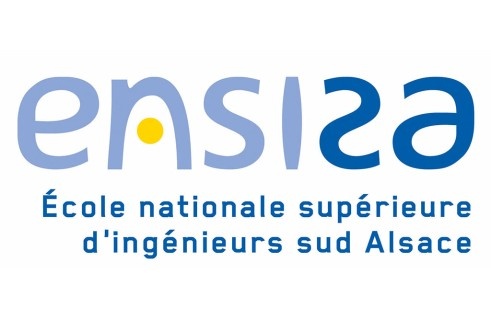 ensisa
École nationale supérieure
d'ingénieurs sud Alsace